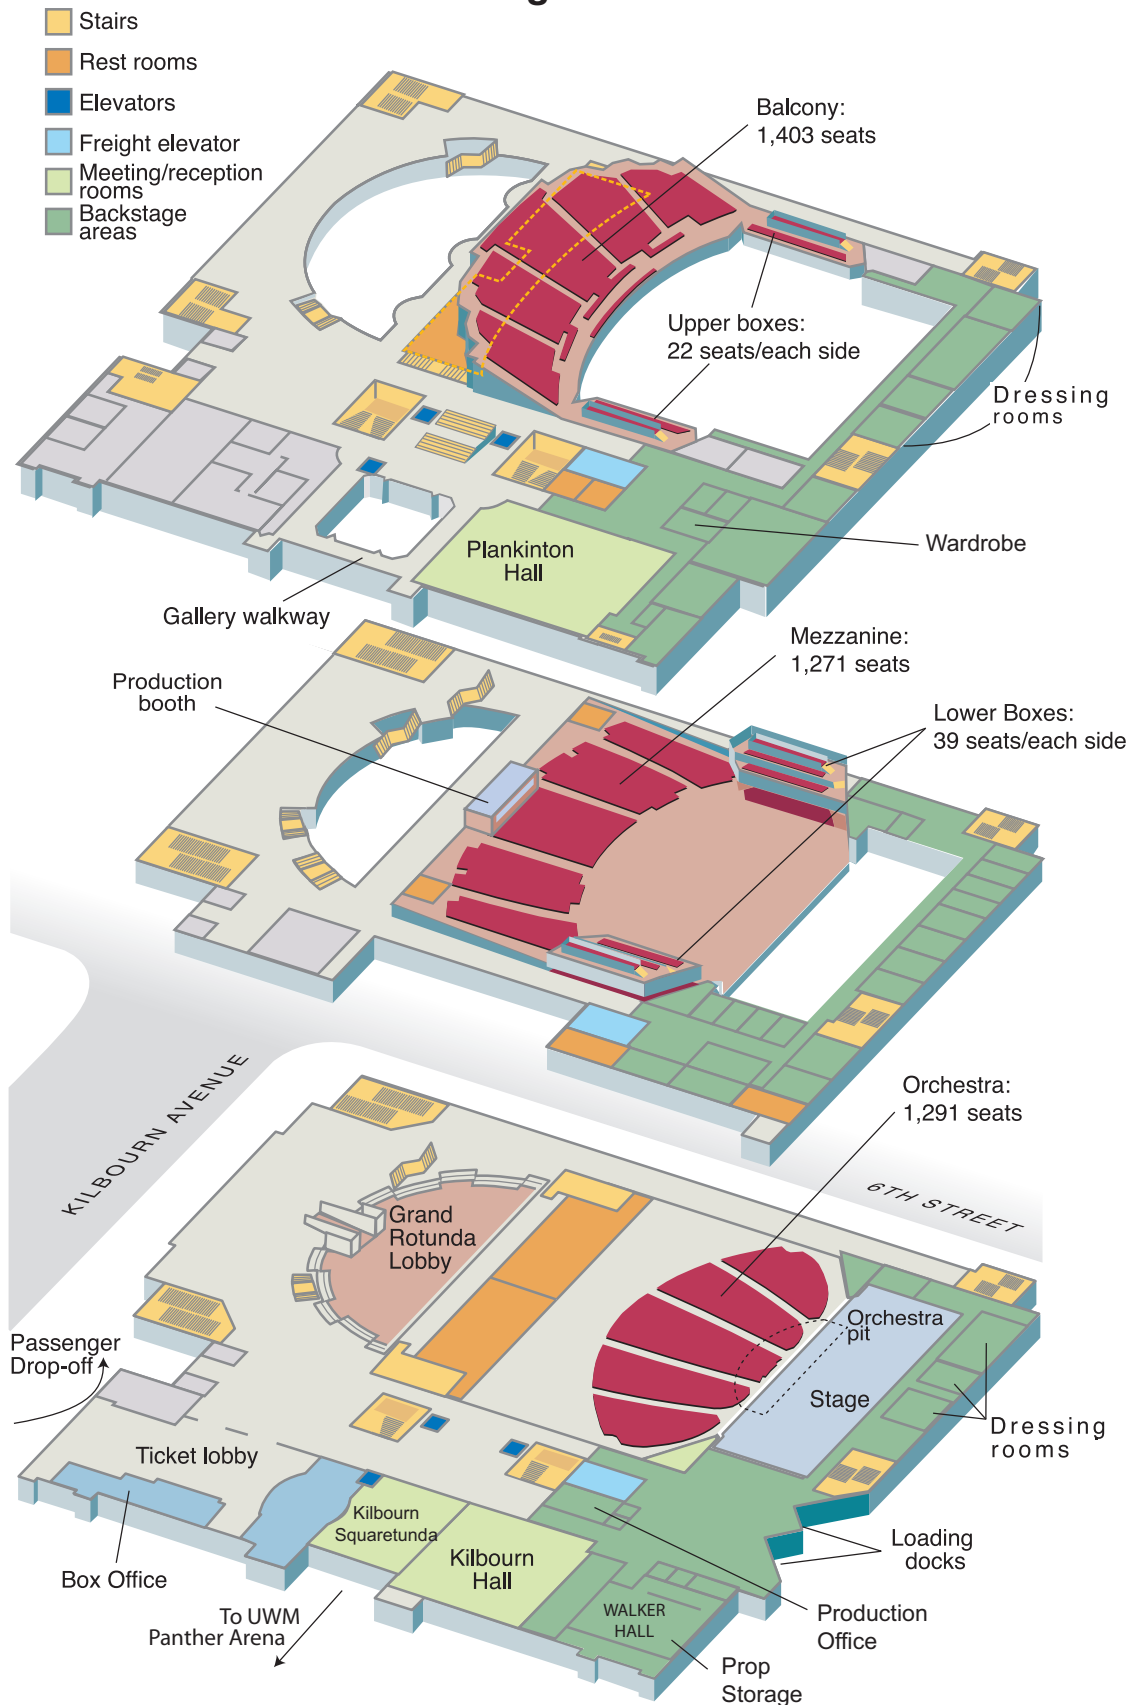 Stairs
Rest rooms
Elevators
Freight elevator
Meeting/reception
rooms
Backstage
areas
Balcony:
1,403 seats
Upper boxes:
22 seats/each side
Dressing
rooms
Wardrobe
Plankinton
Hall
Gallery walkway
Mezzanine:
1,271 seats
Production
booth
Lower Boxes:
39 seats/each side
Orchestra:
1,291 seats
KILBOURN AVENUE
6TH STREET
Grand
Rotunda
Lobby
Orchestra
pit
Stage
Passenger
Drop-off
Dressing
rooms
Ticket lobby
Kilbourn
Squaretunda
Kilbourn
Hall
Loading
docks
Box Office
To UWM
Panther Arena
WALKER
HALL
Production
Office
Prop
Storage